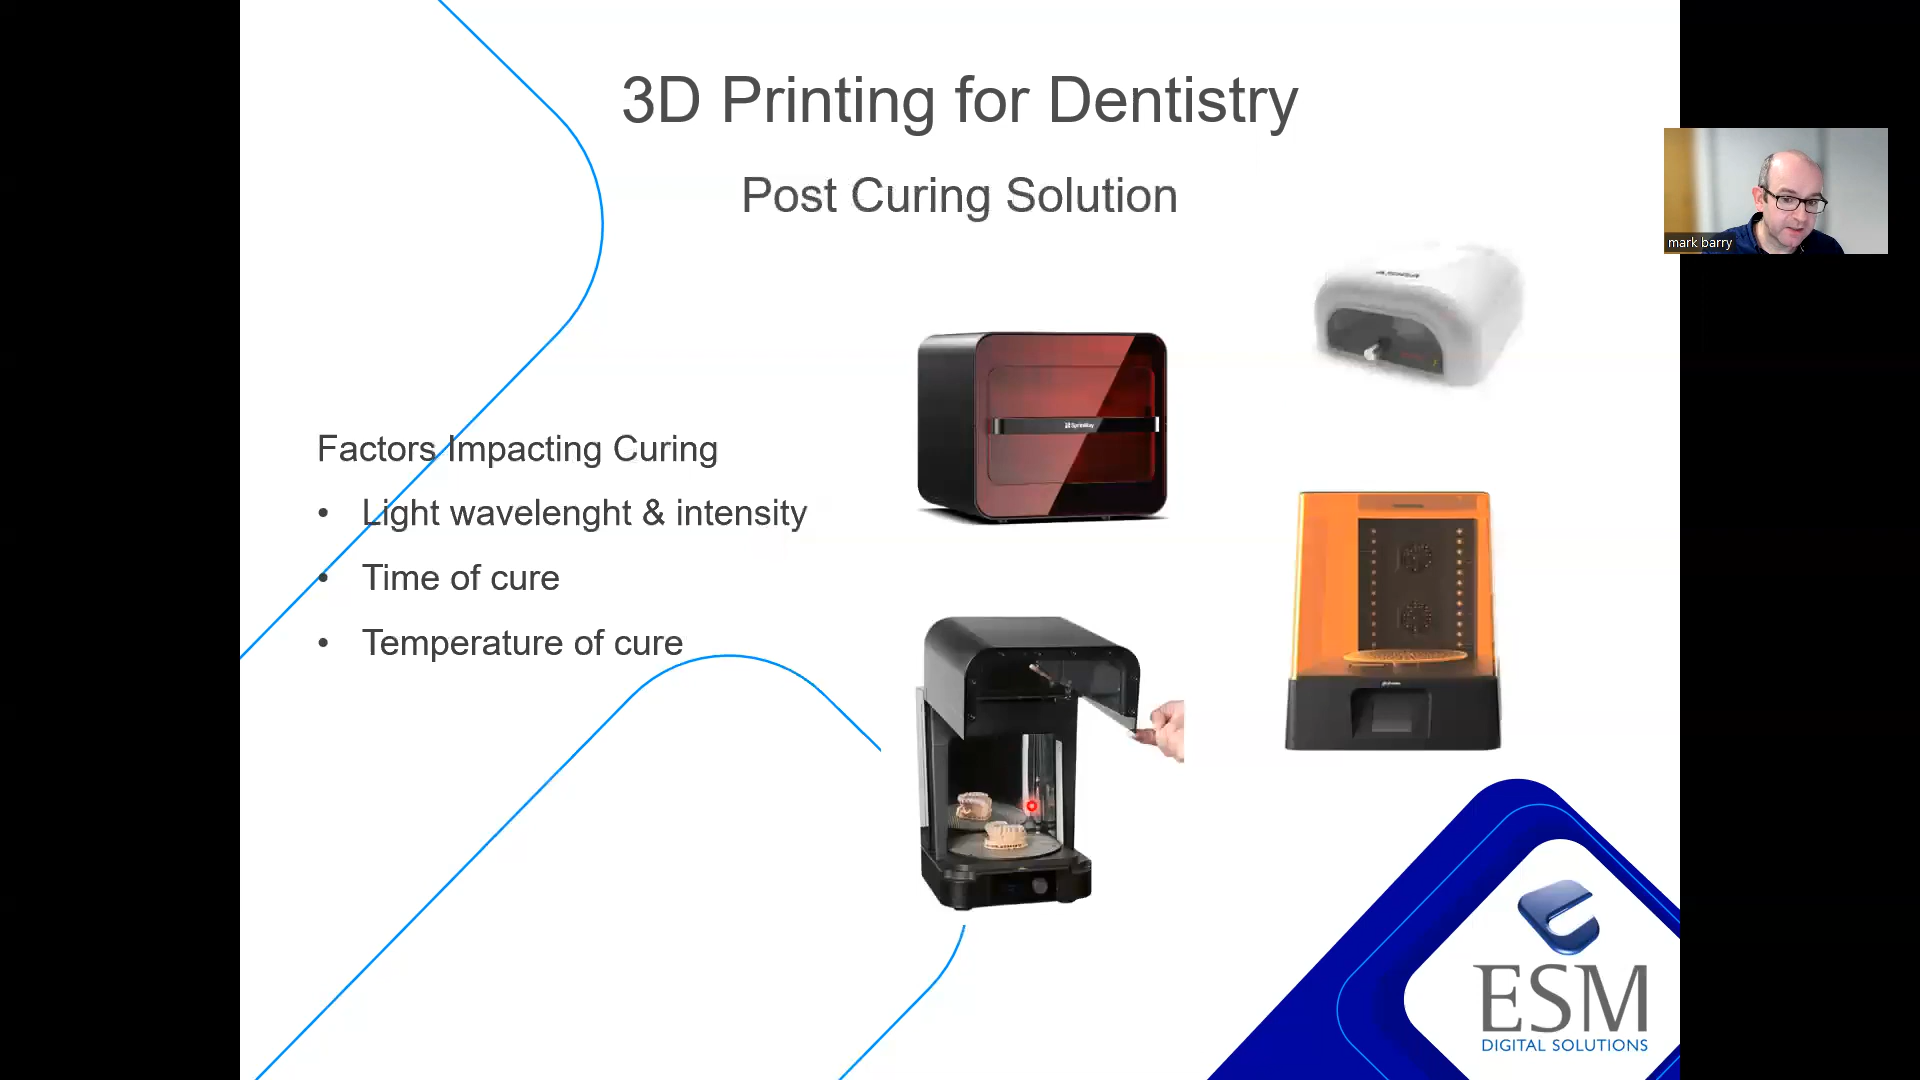 3D Printing for Dentistry
Post Curing Solution
mark barry
Factors Impacting Curing
• Light wavelenght & intensity
• Time of cure
• Temperature of cure
SprintRay
ESM
DIGITAL SOLUTIONS